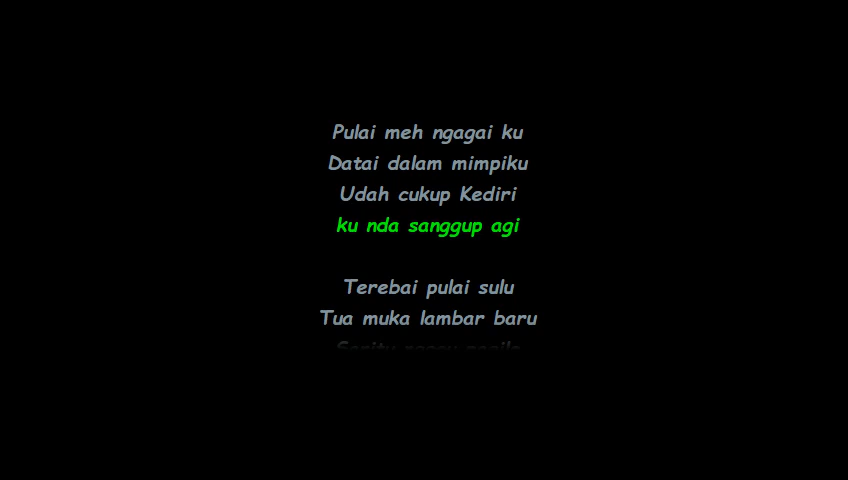 Pulai meh ngagai ku
Datai dalam mimpiku
Udah cukup Kediri
ku nda sanggup agi
Terebai pulai sulu
Tua muka lambar baru